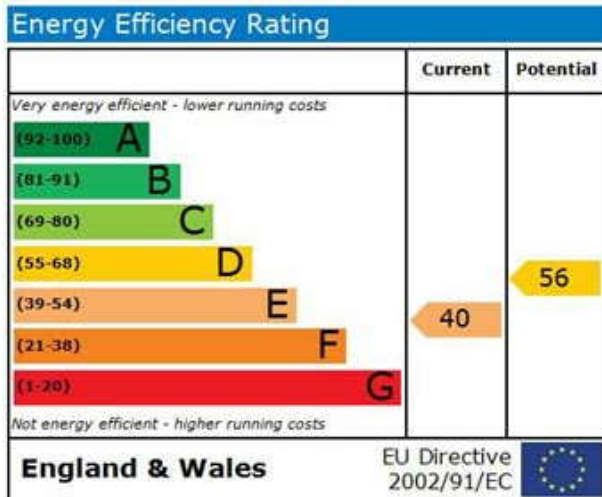 Energy Efficiency Rating
Current Potential
Very energy efficient - lower running costs
(92-100) A
(81-91) B
(69-80) C
(55-68) D
56
(39-54) E
40
(21-38) F
(1-20) G
Not energy efficient - higher running costs
England & Wales
EU Directive
2002/91/EC